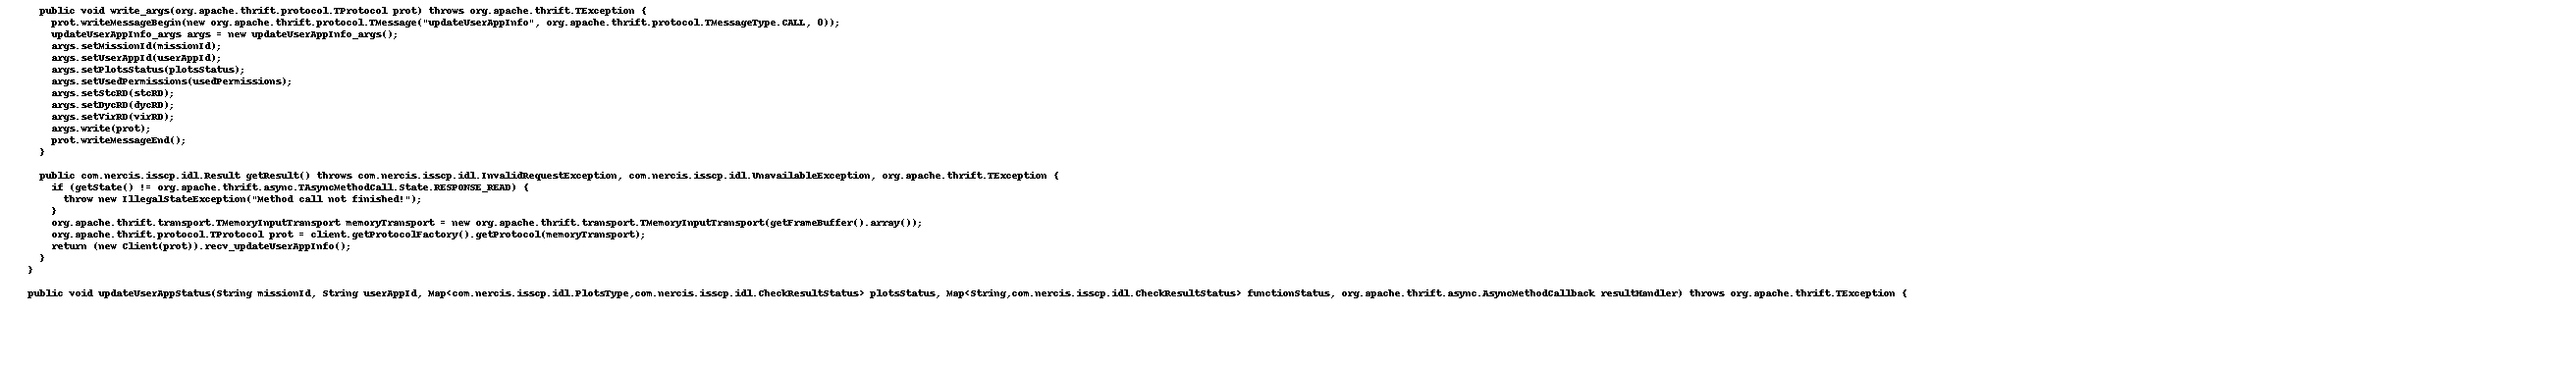 public void write_args(org.apache.thrift.protocol.TProtocol prot) throws org.apache.thrift.TException {
prot.writeMessageBegin(new org.apache.thrift.protocol.TMessage("updateUserAppInfo", org.apache.thrift.protocol.TMessageType.CALL, 0));
updateUserAppInfo_args args = new updateUserAppInfo_args();
args.setMissionId(missionId);
args.setUserAppId(userAppId);
args.setPlotsStatus(plotsStatus);
args.setUsedPermissions(usedPermissions);
args.setStcRD(stcRD);
args.setDycRD(dycRD);
args.setVirRD(virRD);
args.write(prot);
prot.writeMessageEnd();
}
public com.nercis.isscp.idl.Result getResult() throws com.nercis.isscp.idl.InvalidRequestException, com.nercis.isscp.idl.UnavailableException, org.apache.thrift.TException {
if (getState() != org.apache.thrift.async.TAsyncMethodCall.State.RESPONSE_READ) {
throw new IllegalStateException("Method call not finished!");
}
org.apache.thrift.transport.TMemoryInputTransport memoryTransport = new org.apache.thrift.transport.TMemoryInputTransport(getFrameBuffer().array());
org.apache.thrift.protocol.TProtocol prot = client.getProtocolFactory().getProtocol(memoryTransport);
return (new Client(prot)).recv_updateUserAppInfo();
}
}
public void updateUserAppStatus(String missionId, String userAppId, Map<com.nercis.isscp.idl.PlotsType,com.nercis.isscp.idl.CheckResultStatus> plotsStatus, Map<String,com.nercis.isscp.idl.CheckResultStatus> functionStatus, org.apache.thrift.async.AsyncMethodCallback resultHandler) throws org.apache.thrift.TException {